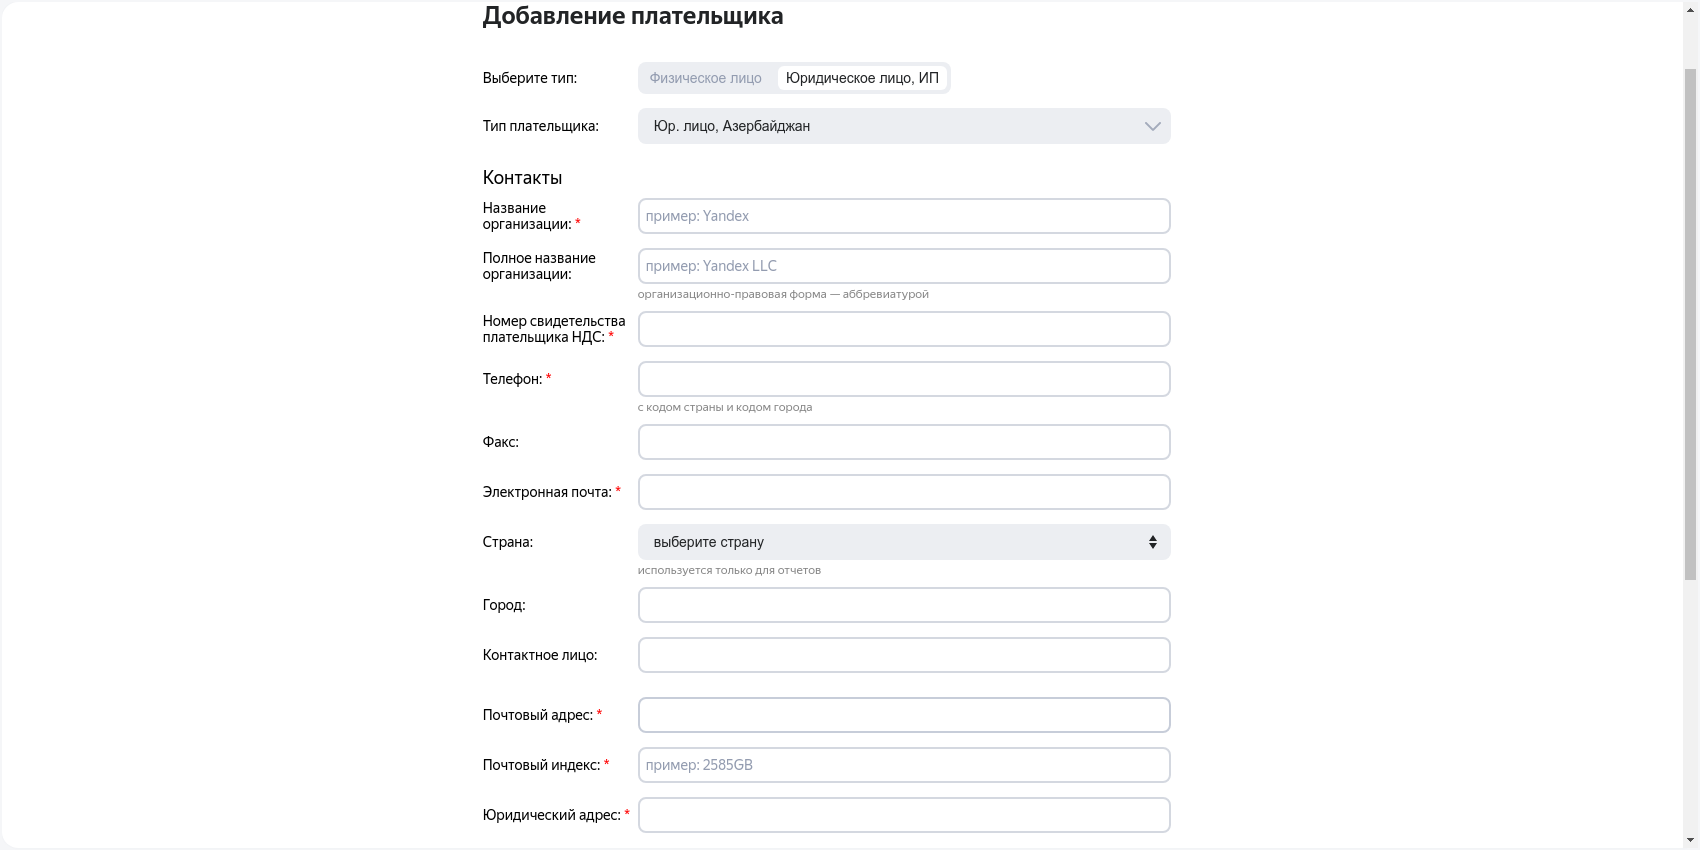 Добавление плательщика
Выберите тип: Физическое лицо Юридическое лицо, ИП
Тип плательщика: Юр. лицо, Азербайджан
Контакты
Название
организации: * пример: Yandex
Полное название
организации: пример: Yandex LLC
организационно-правовая форма — аббревиатурой
Номер свидетельства
плательщика НДС: *
Телефон: *
с кодом страны и кодом города
Факс:
Электронная почта: *
Страна: выберите страну
используется только для отчетов
Город:
Контактное лицо:
Почтовый адрес: *
Почтовый индекс: * пример: 2585GB
Юридический адрес: *